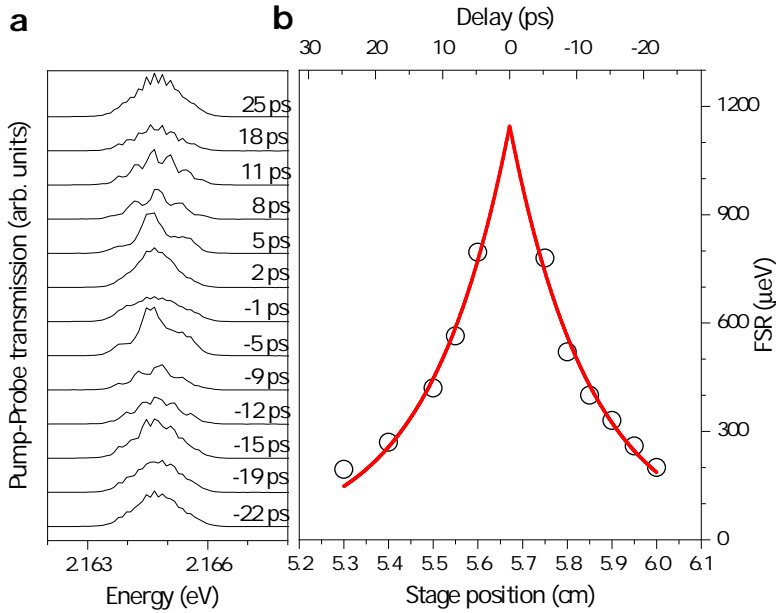 a
b
Delay (ps)
30 20 10 0 -10 -20
25 ps
18 ps
11 ps
8 ps
5 ps
2 ps
-1 ps
-5 ps
-9 ps
-12 ps
-15 ps
-19 ps
-22 ps
Pump-Probe transmission (arb. units)
2.163 2.166
Energy (eV)
1200
900
600
300
0
FSR (μeV)
5.2 5.3 5.4 5.5 5.6 5.7 5.8 5.9 6.0 6.1
Stage position (cm)